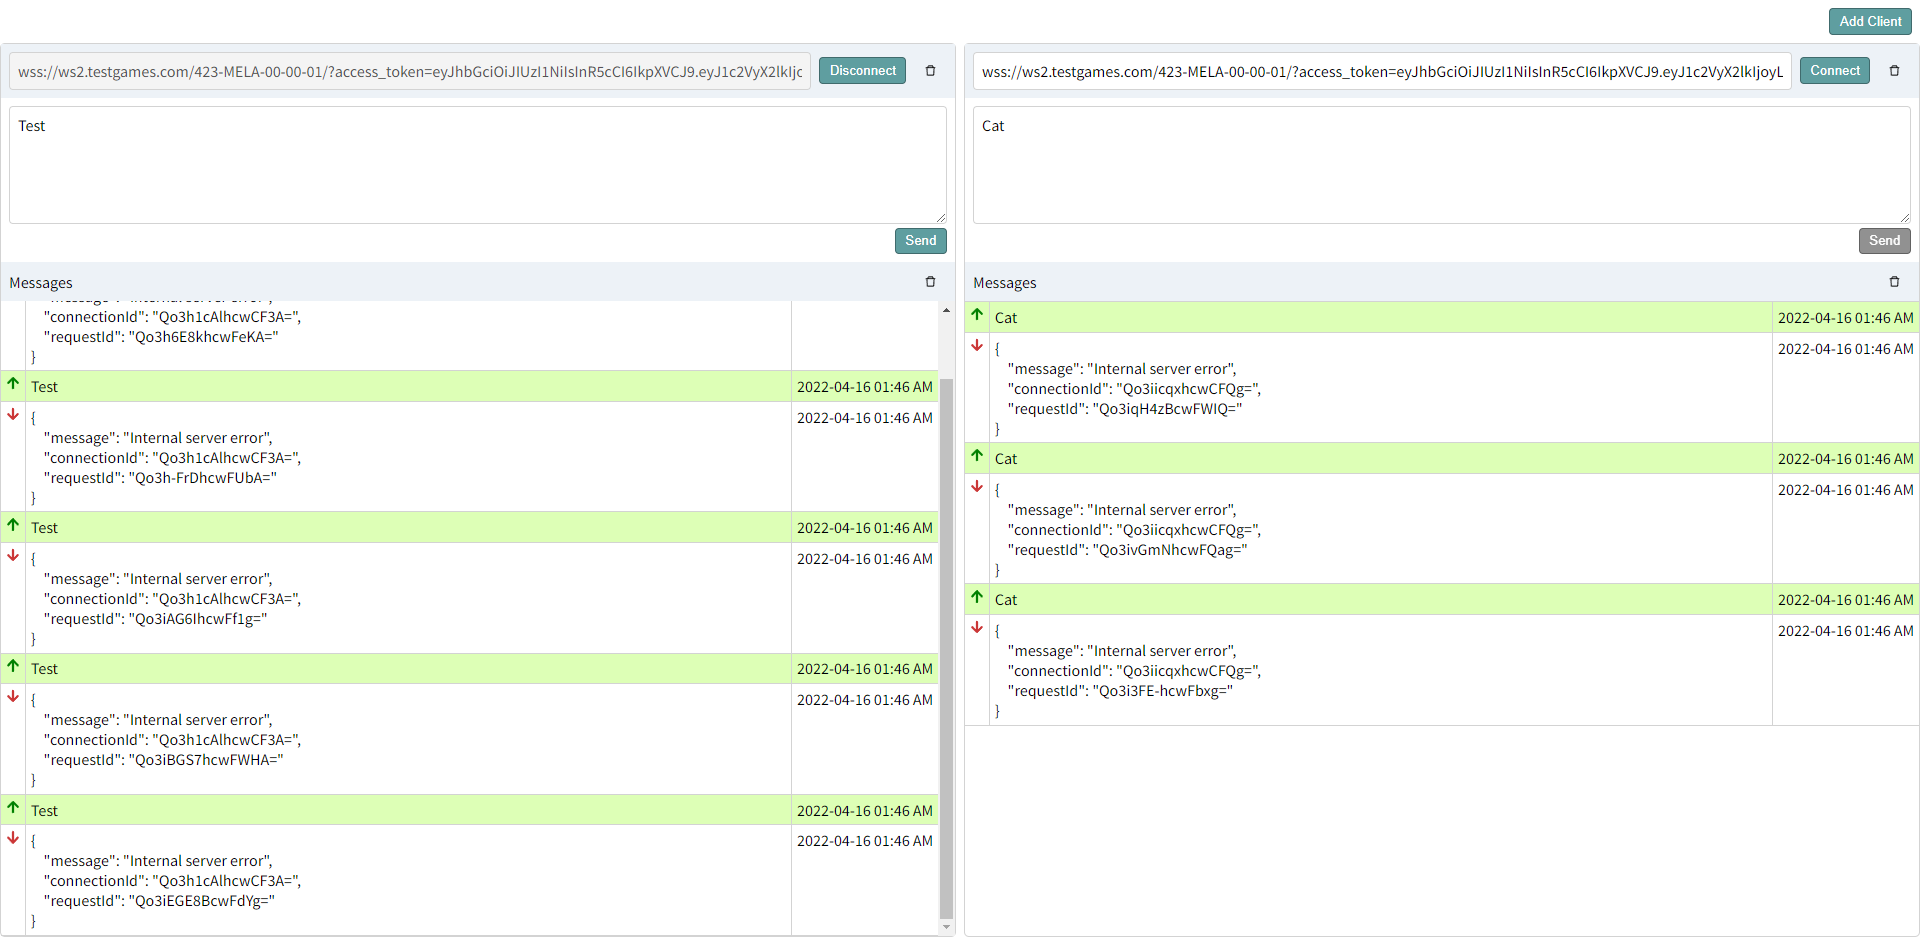 Add Client
wss://ws2.testgames.com/423-MELA-00-00-01/?access_token=eyJhbGciOiJIUzI1NiIsInR5cCI6IkpXVCJ9.eyJ1c2VyX2lkIjc
Disconnect
Test
Send
Messages
"message": "Internal server error",
"connectionId": "Qo3h1cAlhcwCF3A=",
"requestId": "Qo3h6E8khcwFeKA="
}
Test 2022-04-16 01:46 AM
{ 2022-04-16 01:46 AM
"message": "Internal server error",
"connectionId": "Qo3h1cAlhcwCF3A=",
"requestId": "Qo3h-FrDhcwFUbA="
}
Test 2022-04-16 01:46 AM
{ 2022-04-16 01:46 AM
"message": "Internal server error",
"connectionId": "Qo3h1cAlhcwCF3A=",
"requestId": "Qo3iAG6IhcwFf1g="
}
Test 2022-04-16 01:46 AM
{ 2022-04-16 01:46 AM
"message": "Internal server error",
"connectionId": "Qo3h1cAlhcwCF3A=",
"requestId": "Qo3iBGS7hcwFWHA="
}
Test 2022-04-16 01:46 AM
{ 2022-04-16 01:46 AM
"message": "Internal server error",
"connectionId": "Qo3h1cAlhcwCF3A=",
"requestId": "Qo3iEGE8BcwFdYg="
}
wss://ws2.testgames.com/423-MELA-00-00-01/?access_token=eyJhbGciOiJIUzI1NiIsInR5cCI6IkpXVCJ9.eyJ1c2VyX2lkIjoyL
Connect
Cat
Send
Messages
Cat 2022-04-16 01:46 AM
{ 2022-04-16 01:46 AM
"message": "Internal server error",
"connectionId": "Qo3iicqxhcwCFQg=",
"requestId": "Qo3iqH4zBcwFWIQ="
}
Cat 2022-04-16 01:46 AM
{ 2022-04-16 01:46 AM
"message": "Internal server error",
"connectionId": "Qo3iicqxhcwCFQg=",
"requestId": "Qo3ivGmNhcwFQag="
}
Cat 2022-04-16 01:46 AM
{ 2022-04-16 01:46 AM
"message": "Internal server error",
"connectionId": "Qo3iicqxhcwCFQg=",
"requestId": "Qo3i3FE-hcwFbxg="
}